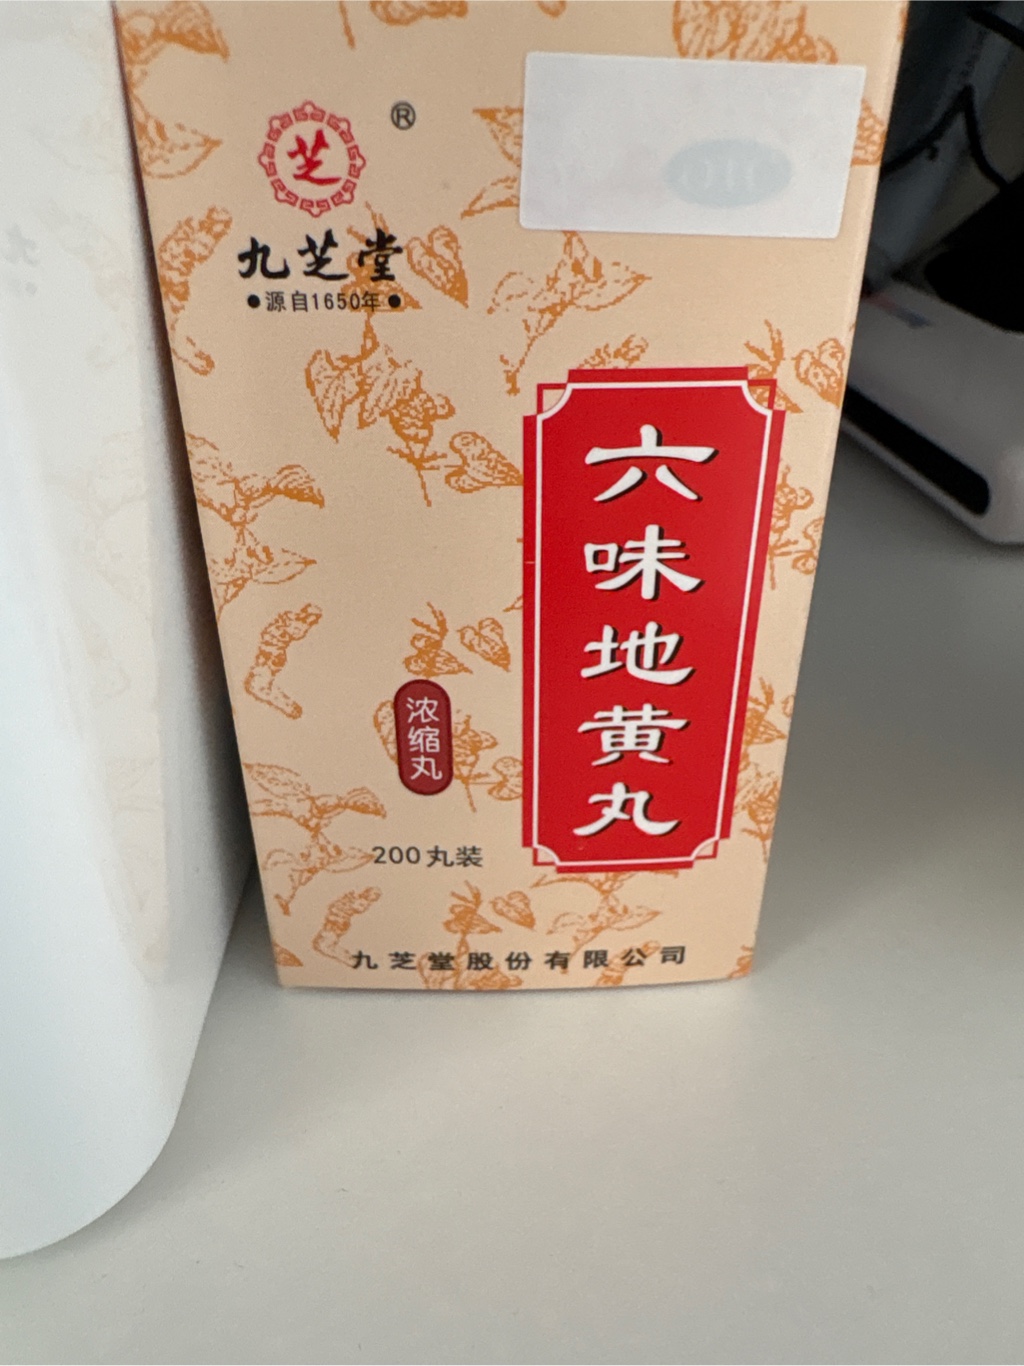 芝
®
九芝堂
●源自1650年●
六味地黄丸
浓缩丸
200丸装
九芝堂股份有限公司